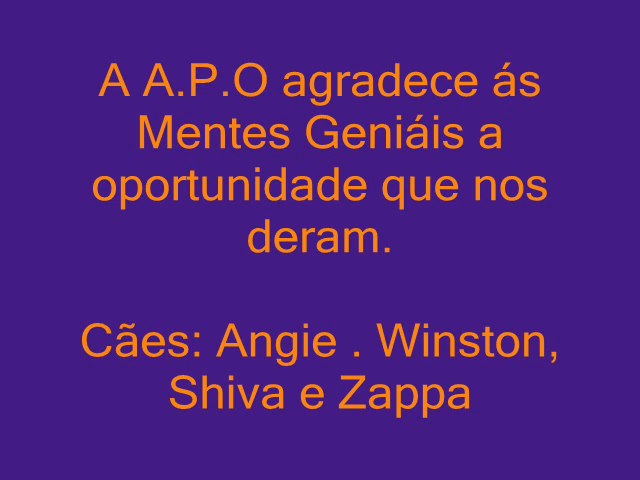 A A.P.O agradece ás
Mentes Geniáis a
oportunidade que nos
deram.
Cães: Angie . Winston,
Shiva e Zappa